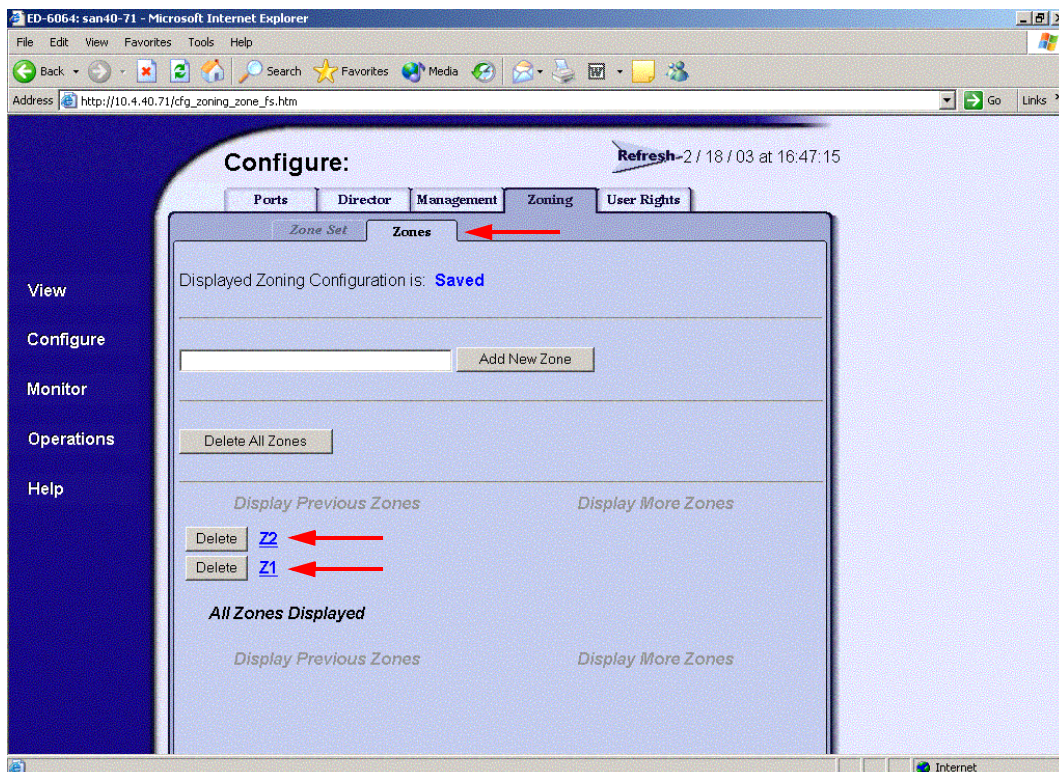 ED-6064: san40-71 - Microsoft Internet Explorer
File Edit View Favorites Tools Help
Back Search Favorites Media
Address http://10.4.40.71/cfg_zoning_zone_fs.htm Go Links
Configure:
Refresh-2 / 18 / 03 at 16:47:15
Ports Director Management Zoning User Rights
Zone Set Zones
Displayed Zoning Configuration is: Saved
View
Configure
Add New Zone
Monitor
Operations
Delete All Zones
Help
Display Previous Zones Display More Zones
Delete Z2
Delete Z1
All Zones Displayed
Display Previous Zones Display More Zones
Internet